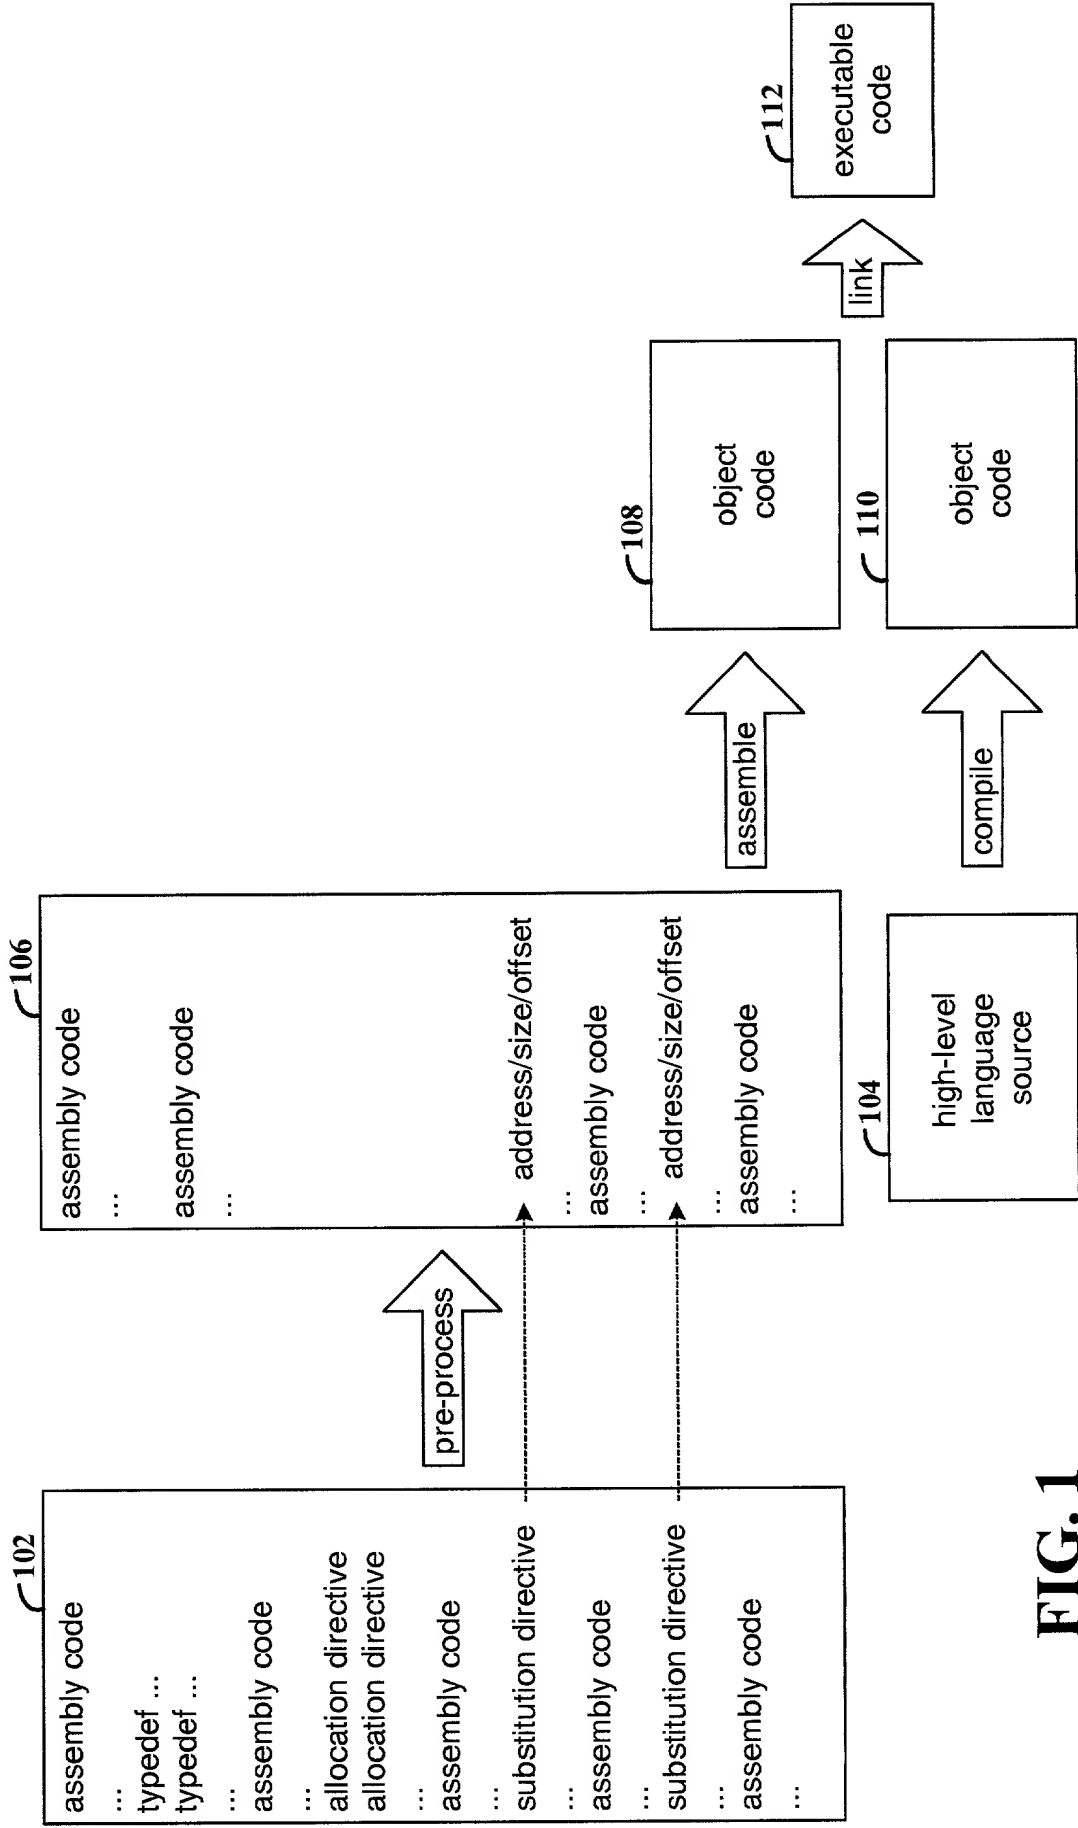 102
assembly code
...
typedef ...
typedef ...
...
assembly code
...
allocation directive
allocation directive
...
assembly code
...
substitution directive
...
assembly code
...
substitution directive
...
assembly code
...
pre-process
106
assembly code
...
assembly code
...
address/size/offset
...
assembly code
...
address/size/offset
...
assembly code
...
104
high-level
language
source
assemble
compile
108
object
code
110
object
code
link
112
executable
code
FIG. 1